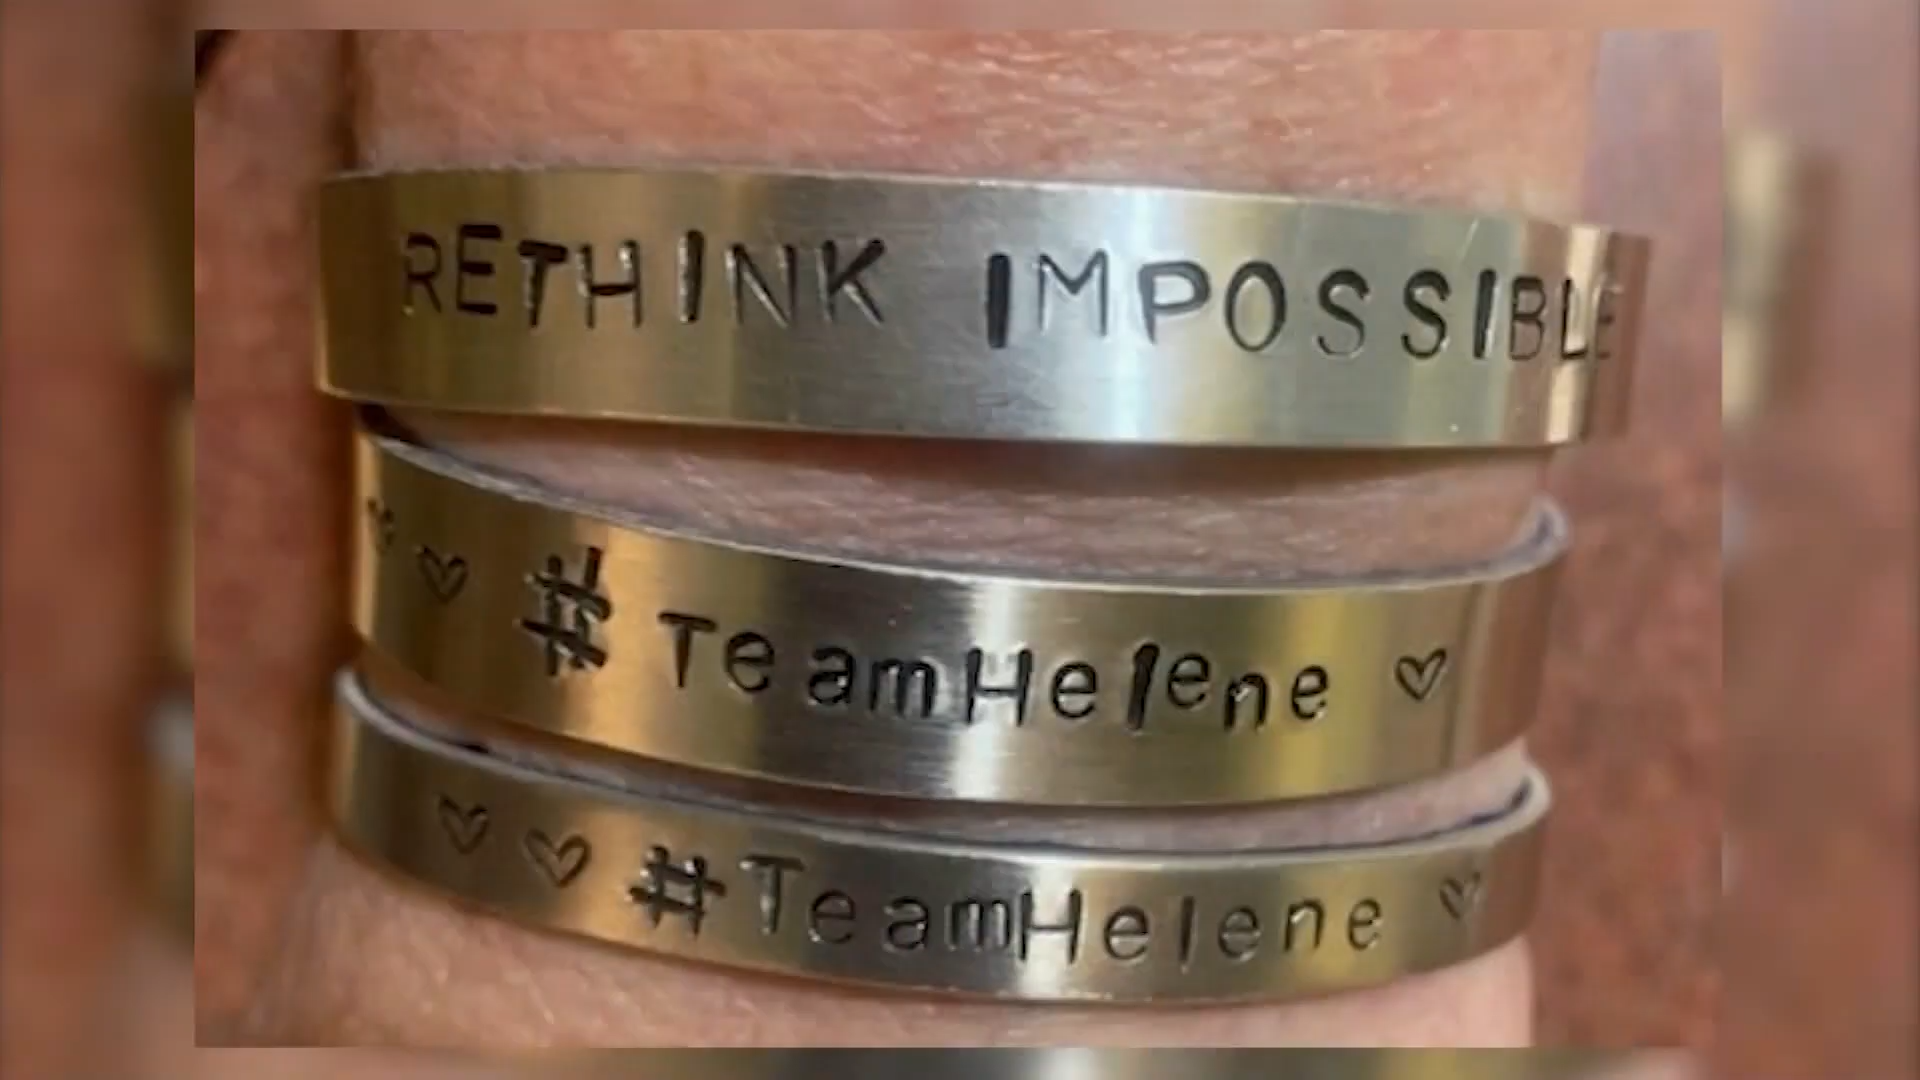 RETHINK IMPOSSIBLE
♡ ♡ #TeamHelene ♡
♡ ♡ #TeamHelene ♡